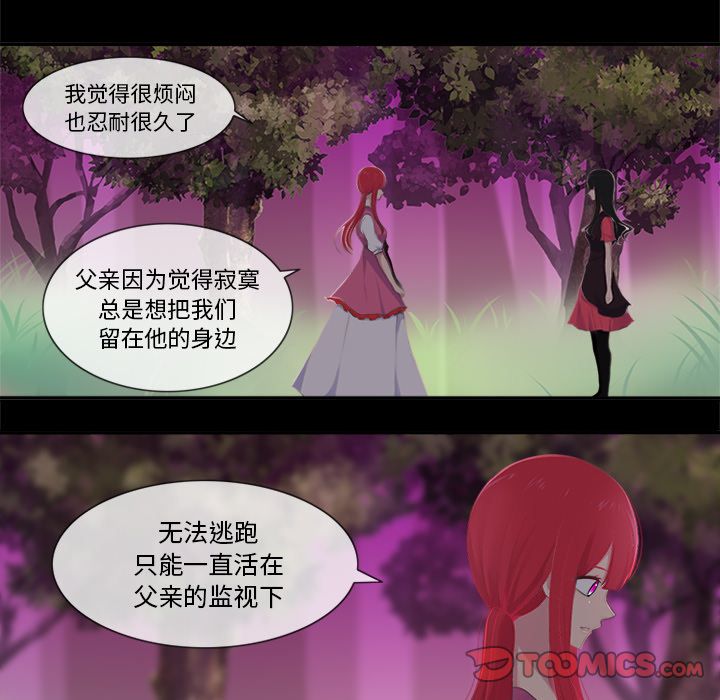 我觉得很烦闷
也忍耐很久了
父亲因为觉得寂寞
总是想把我们
留在他的身边
无法逃跑
只能一直活在
父亲的监视下
TOOMICS.COM